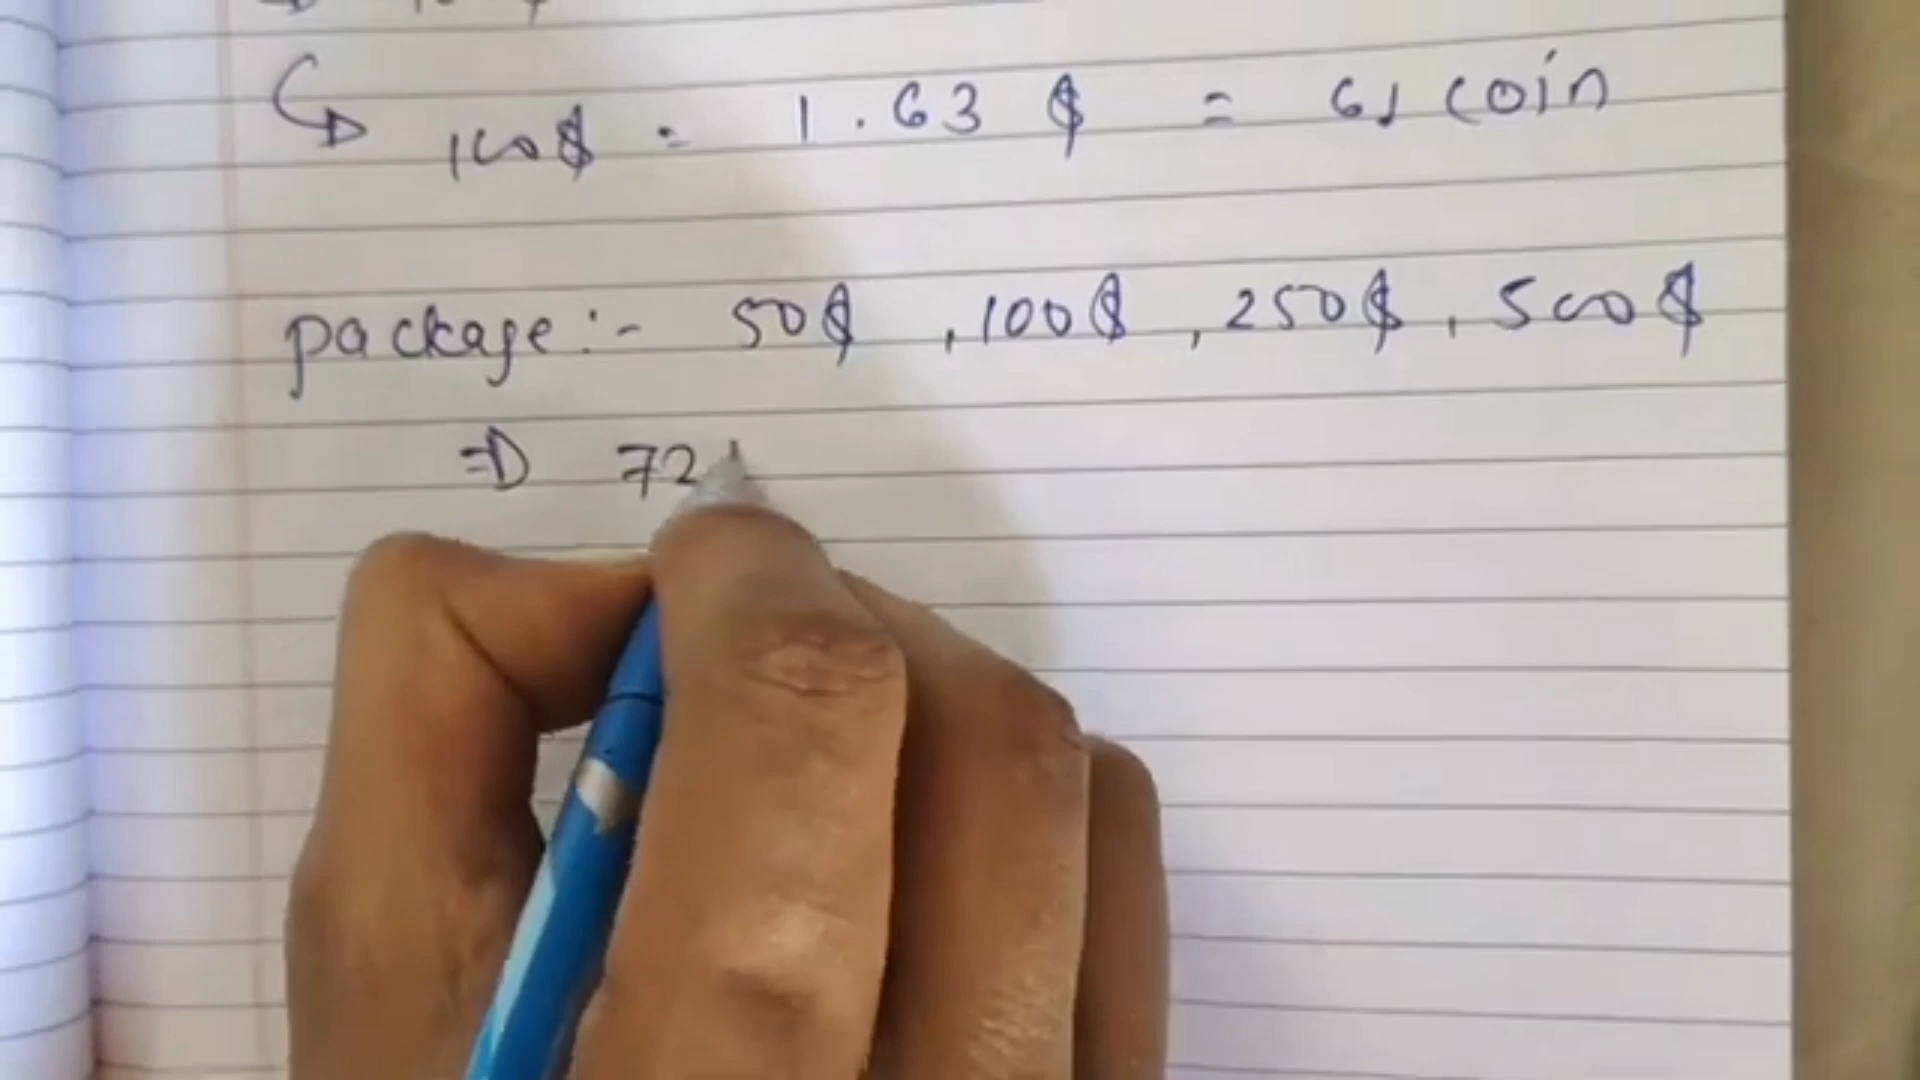 100$ = 1.63 $ = 61 coin
package :- 50$ , 100$ , 250$ , 500$
⇒ 72